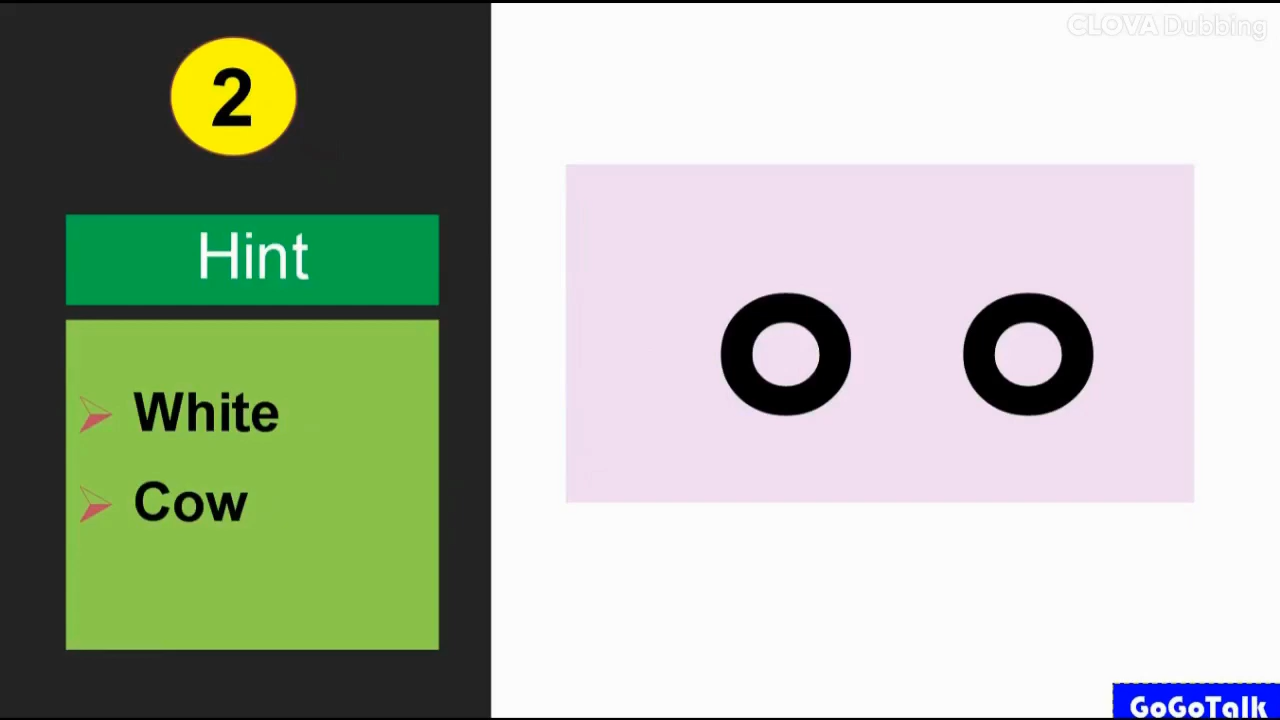 CLOVA Dubbing
2
Hint
White
Cow
ㅇ ㅇ
GoGoTalk